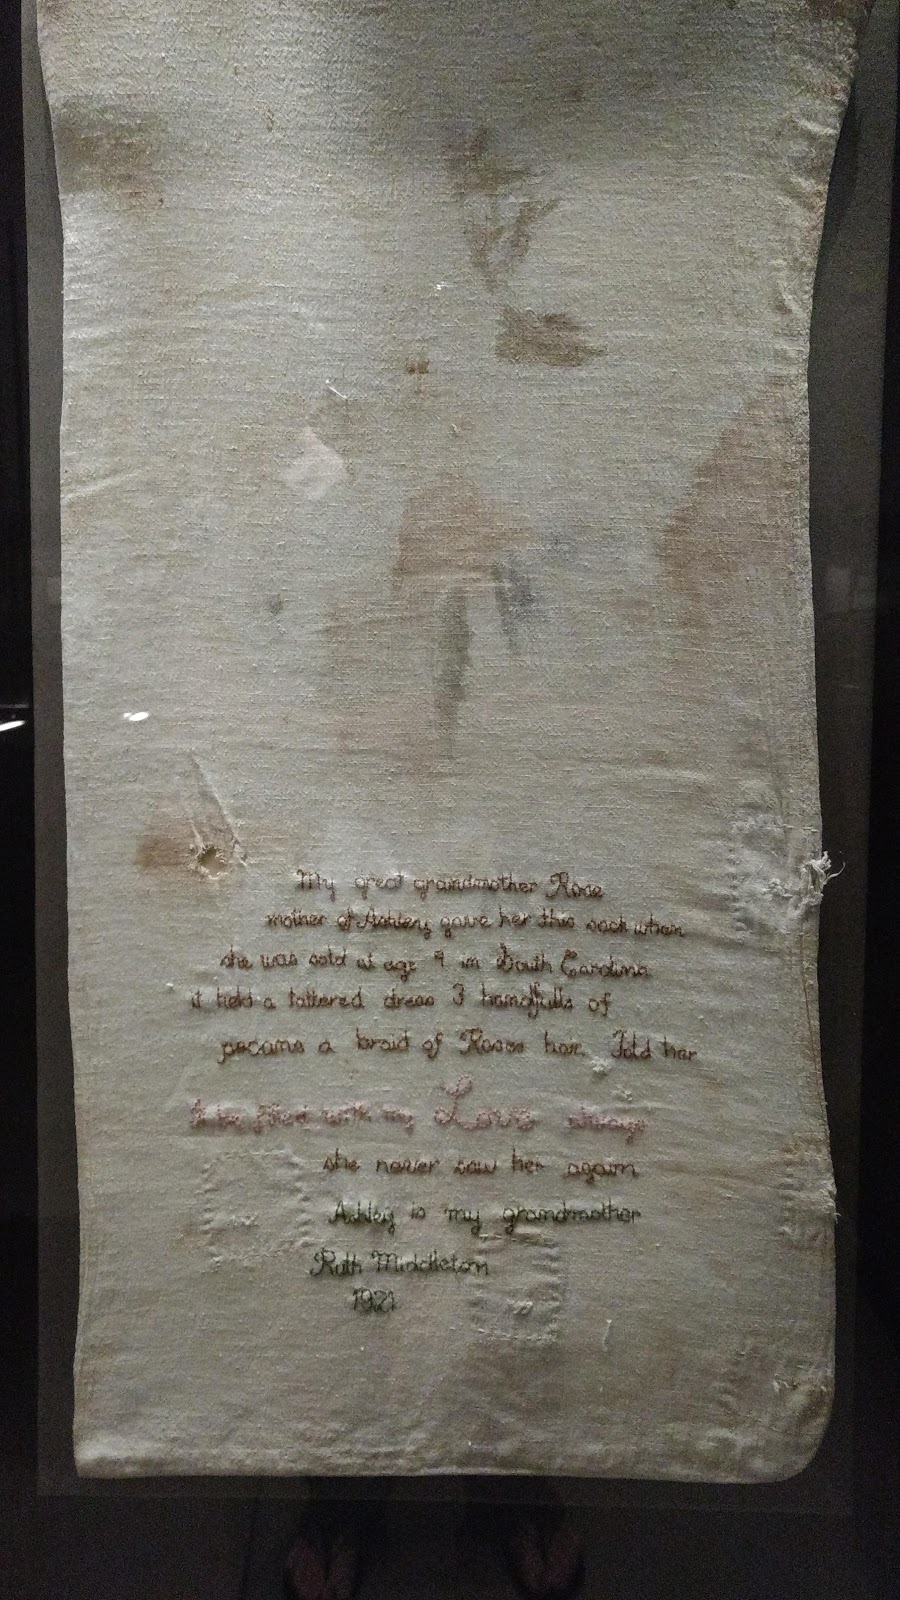 My great grandmother Rose
mother of Ashley gave her this sack when
she was sold at age 9 in South Carolina
it held a tattered dress 3 handfulls of
pecans a braid of Roses hair. Told her
It be filled with my Love always
she never saw her again
Ashley is my grandmother
Ruth Middleton
1921